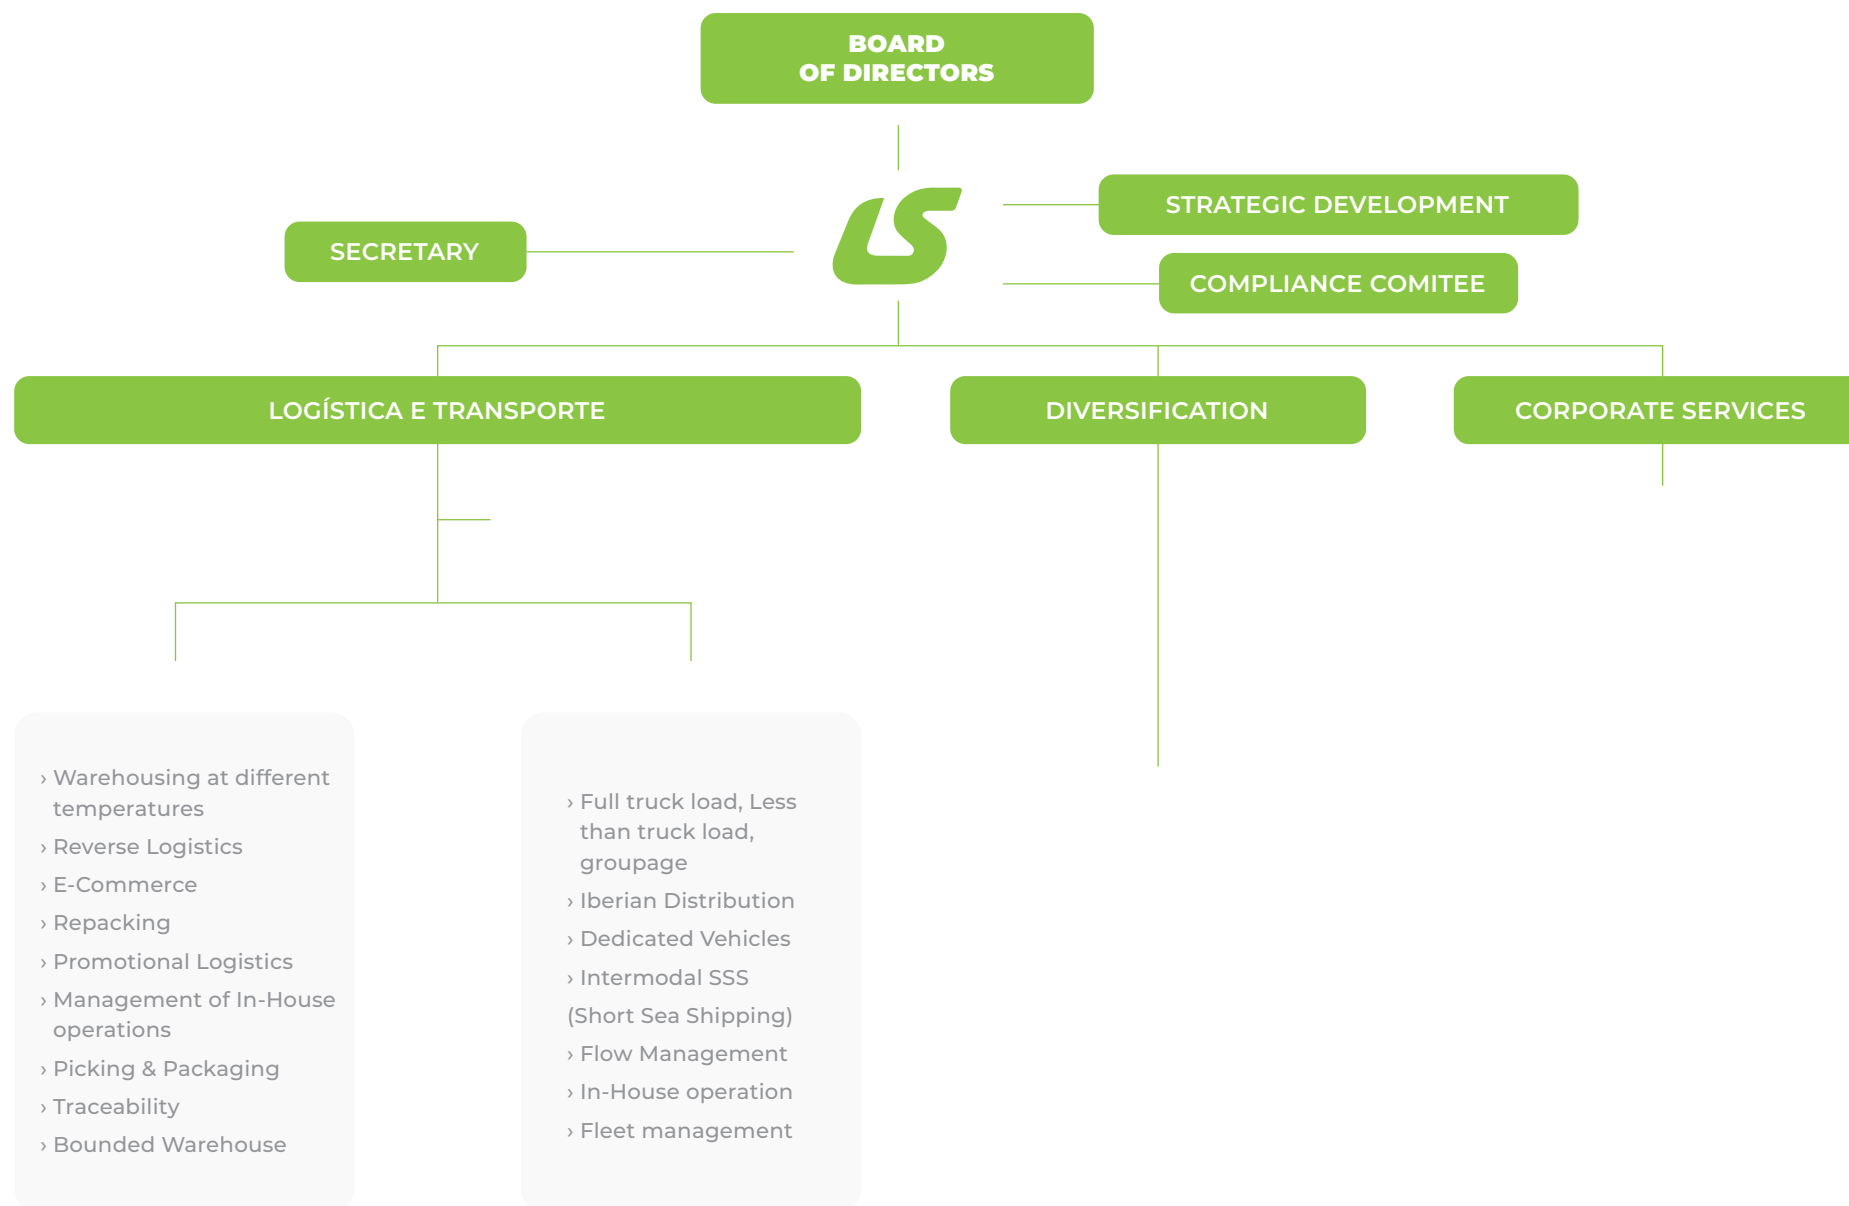 BOARD
OF DIRECTORS
LS
STRATEGIC DEVELOPMENT
SECRETARY
COMPLIANCE COMITEE
LOGÍSTICA E TRANSPORTE
DIVERSIFICATION
CORPORATE SERVICES
› Warehousing at different
temperatures
› Reverse Logistics
› E-Commerce
› Repacking
› Promotional Logistics
› Management of In-House
operations
› Picking & Packaging
› Traceability
› Bounded Warehouse
› Full truck load, Less
than truck load,
groupage
› Iberian Distribution
› Dedicated Vehicles
› Intermodal SSS
(Short Sea Shipping)
› Flow Management
› In-House operation
› Fleet management